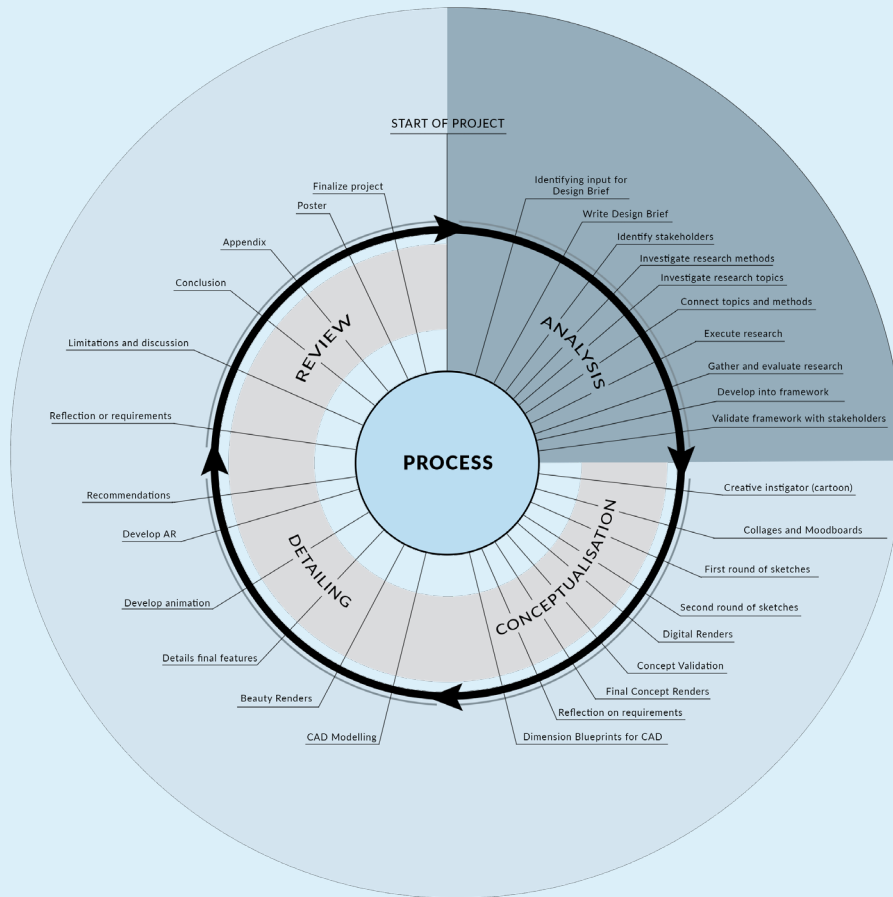 START OF PROJECT
Identifying input for
Design Brief
Write Design Brief
Identify stakeholders
Investigate research methods
Investigate research topics
Connect topics and methods
Execute research
Gather and evaluate research
Develop into framework
Validate framework with stakeholders
ANALYSIS
Creative instigator (cartoon)
Collages and Moodboards
First round of sketches
Second round of sketches
Digital Renders
Concept Validation
Final Concept Renders
Reflection on requirements
Dimension Blueprints for CAD
CONCEPTUALISATION
CAD Modelling
Beauty Renders
Details final features
Develop animation
Develop AR
Recommendations
DETAILING
Reflection or requirements
Limitations and discussion
Conclusion
Appendix
Poster
Finalize project
REVIEW
PROCESS